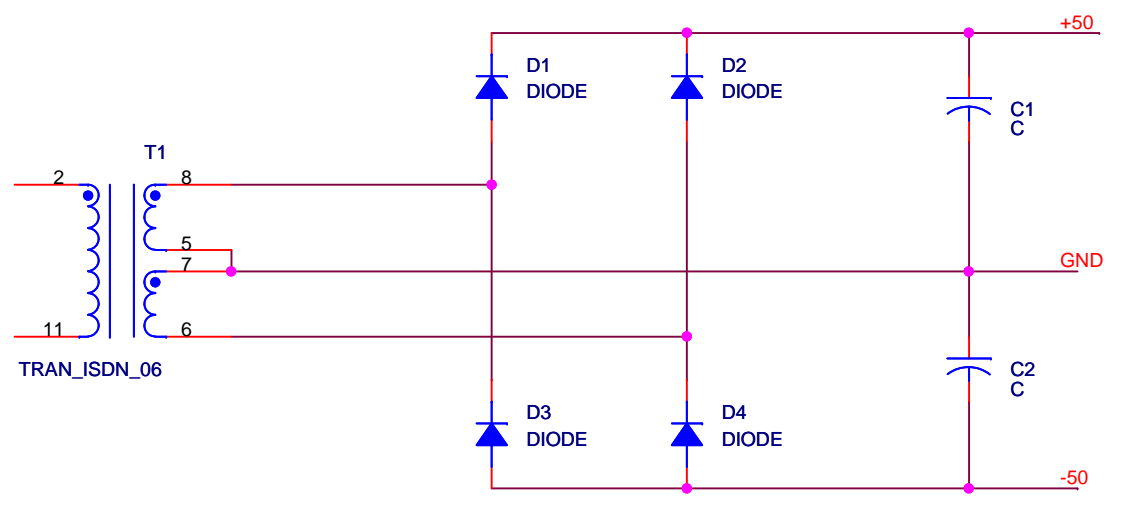 +50
D1
DIODE
D2
DIODE
C1
C
T1
2
8
5
7
GND
11
6
TRAN_ISDN_06
C2
C
D3
DIODE
D4
DIODE
-50